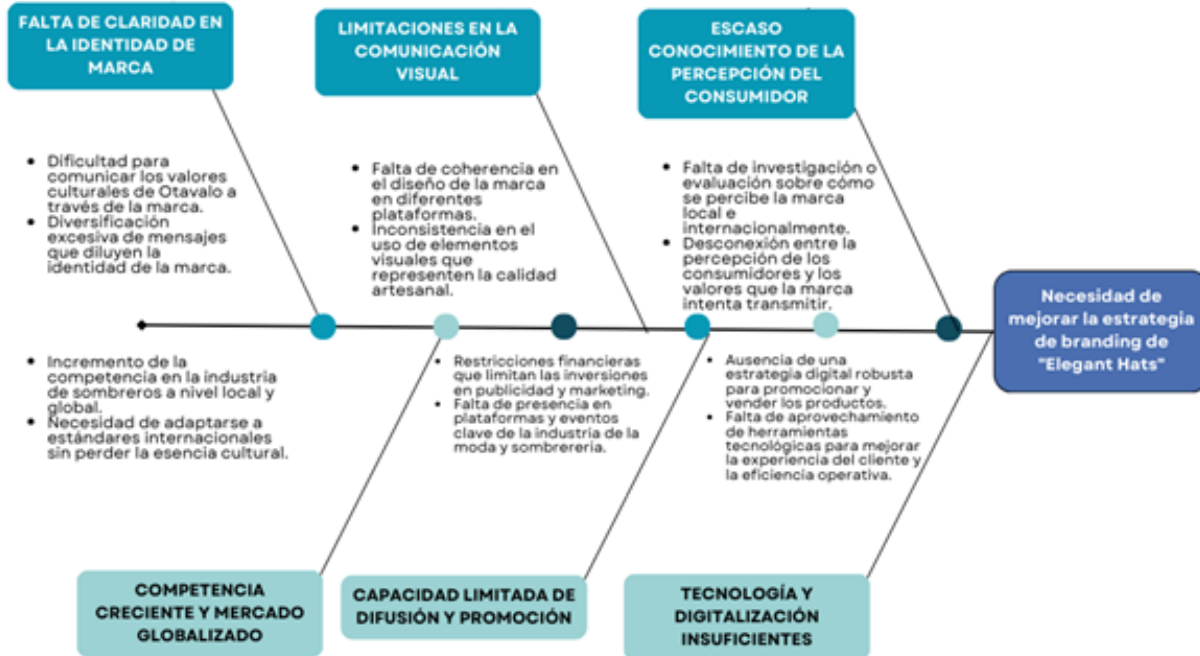 FALTA DE CLARIDAD EN
LA IDENTIDAD DE
MARCA
LIMITACIONES EN LA
COMUNICACIÓN
VISUAL
ESCASO
CONOCIMIENTO DE LA
PERCEPCIÓN DEL
CONSUMIDOR
• Dificultad para
comunicar los valores
culturales de Otavalo a
través de la marca.
• Diversificación
excesiva de mensajes
que diluyen la
identidad de la marca.
• Falta de coherencia en
el diseño de la marca
en diferentes
plataformas.
• Inconsistencia en el
uso de elementos
visuales que
representen la calidad
artesanal.
• Falta de investigación o
evaluación sobre cómo
se percibe la marca
local e
internacionalmente.
• Desconexión entre la
percepción de los
consumidores y los
valores que la marca
intenta transmitir.
Necesidad de
mejorar la estrategia
de branding de
"Elegant Hats"
• Incremento de la
competencia en la industria
de sombreros a nivel local y
global.
• Necesidad de adaptarse a
estándares internacionales
sin perder la esencia cultural.
• Restricciones financieras
que limitan las inversiones
en publicidad y marketing.
• Falta de presencia en
plataformas y eventos
clave de la industria de la
moda y sombrerería.
• Ausencia de una
estrategia digital robusta
para promocionar y
vender los productos.
• Falta de aprovechamiento
de herramientas
tecnológicas para mejorar
la experiencia del cliente y
la eficiencia operativa.
COMPETENCIA
CRECIENTE Y MERCADO
GLOBALIZADO
CAPACIDAD LIMITADA DE
DIFUSIÓN Y PROMOCIÓN
TECNOLOGÍA Y
DIGITALIZACIÓN
INSUFICIENTES